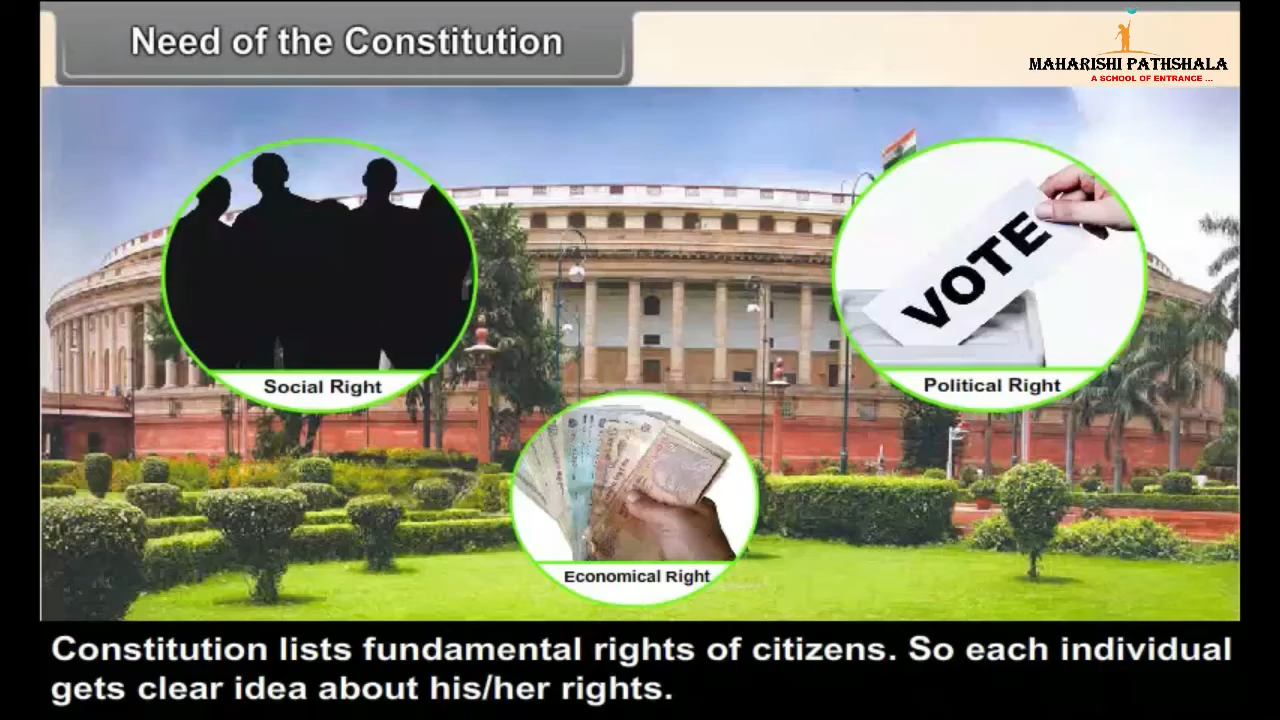 Need of the Constitution
MAHARISHI PATHSHALA
A SCHOOL OF ENTRANCE ...
VOTE
Social Right
Political Right
Economical Right
Constitution lists fundamental rights of citizens. So each individual
gets clear idea about his/her rights.